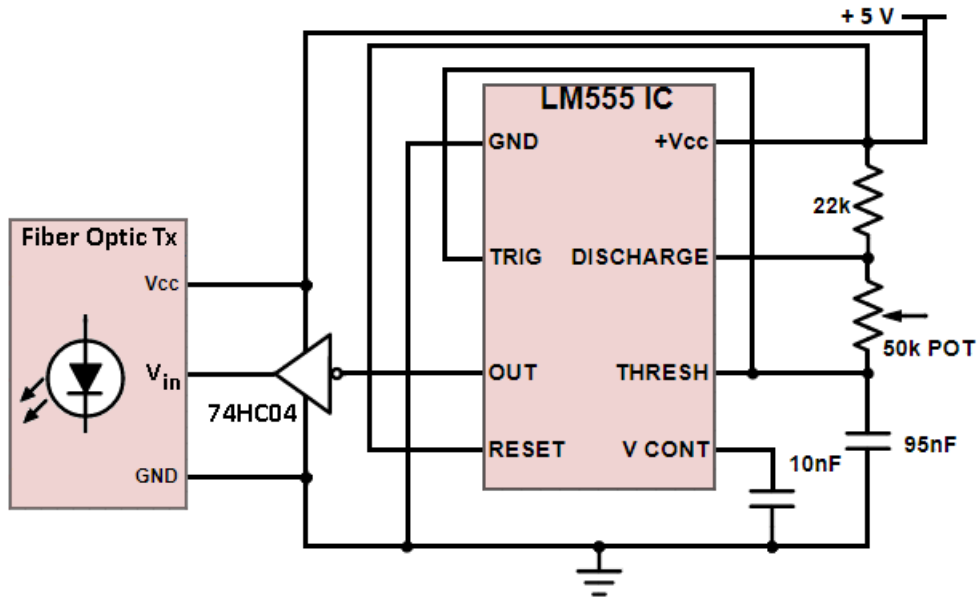 + 5 V
LM555 IC
GND
+Vcc
22k
Fiber Optic Tx
TRIG
DISCHARGE
Vcc
50k POT
Vin
OUT
THRESH
74HC04
RESET
V CONT
10nF
95nF
GND